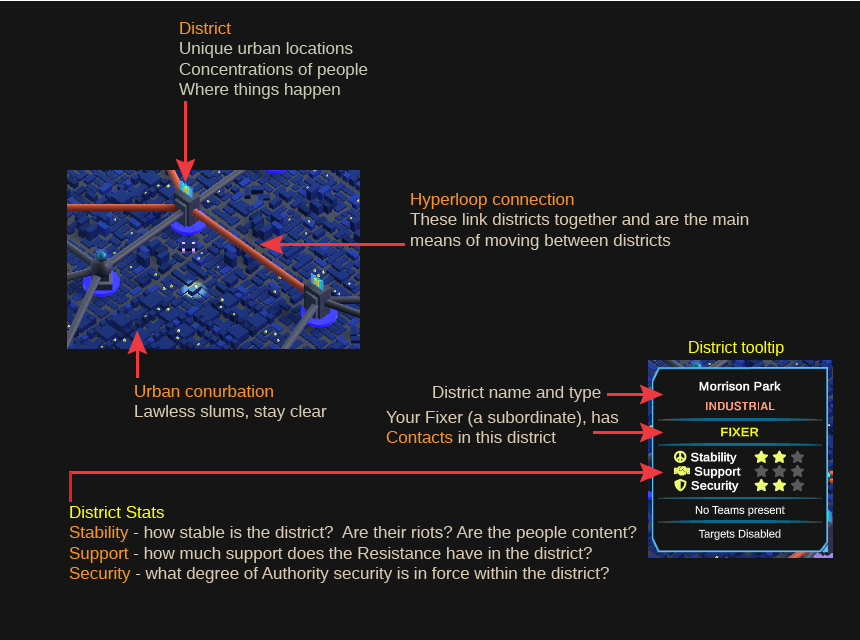 District
Unique urban locations
Concentrations of people
Where things happen
Hyperloop connection
These link districts together and are the main
means of moving between districts
Urban conurbation
Lawless slums, stay clear
District tooltip
District name and type
Your Fixer (a subordinate), has
Contacts in this district
Morrison Park
INDUSTRIAL
FIXER
Stability
Support
Security
No Teams present
Targets Disabled
District Stats
Stability - how stable is the district?  Are their riots? Are the people content?
Support - how much support does the Resistance have in the district?
Security - what degree of Authority security is in force within the district?